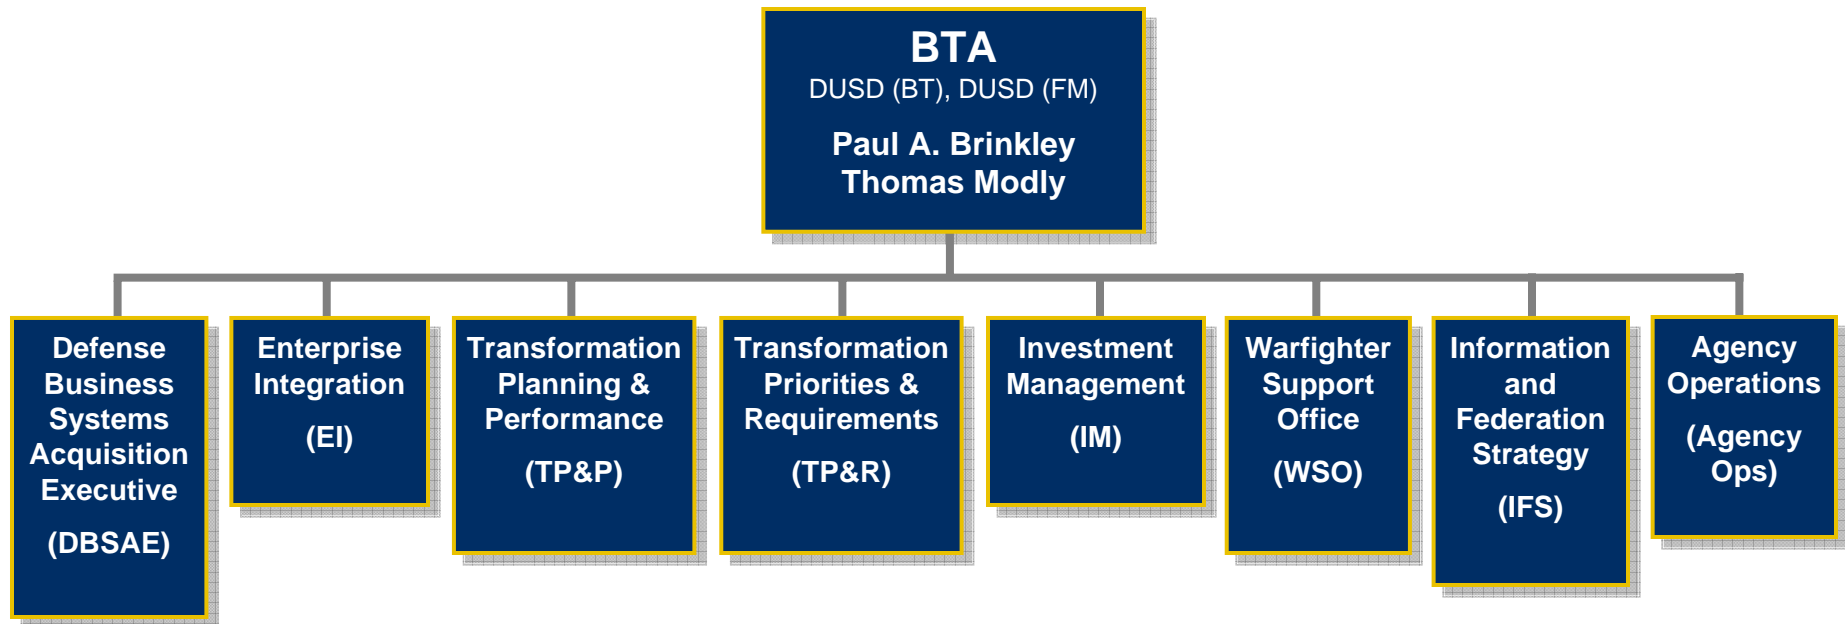 BTA
DUSD (BT), DUSD (FM)
Paul A. Brinkley
Thomas Modly
Defense
Business
Systems
Acquisition
Executive
(DBSAE)
Enterprise
Integration
(EI)
Transformation
Planning &
Performance
(TP&P)
Transformation
Priorities &
Requirements
(TP&R)
Investment
Management
(IM)
Warfighter
Support
Office
(WSO)
Information
and
Federation
Strategy
(IFS)
Agency
Operations
(Agency
Ops)